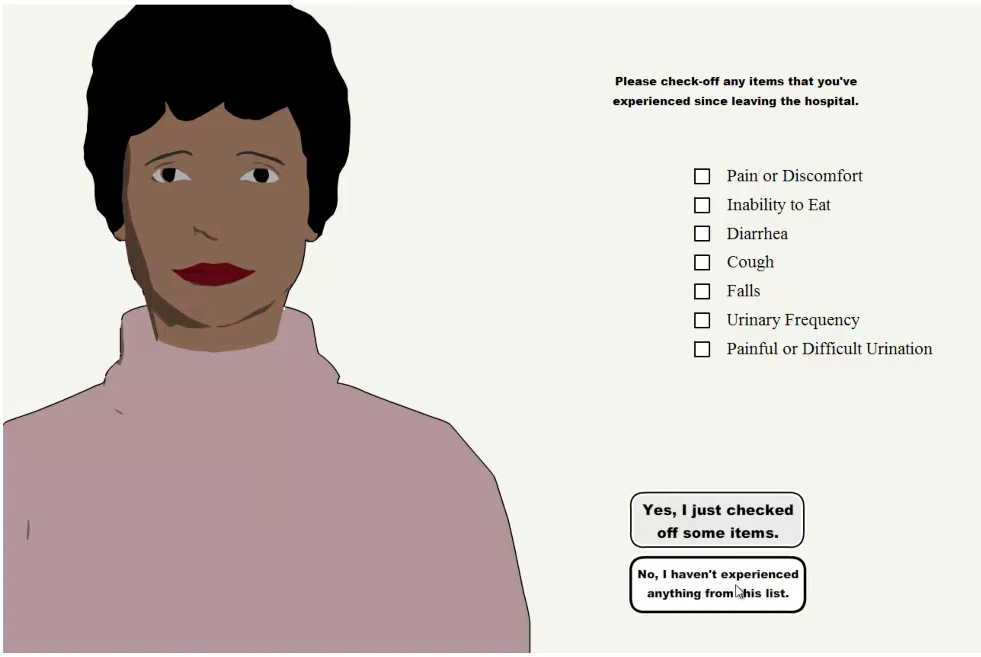 Please check-off any items that you've
experienced since leaving the hospital.
Pain or Discomfort
Inability to Eat
Diarrhea
Cough
Falls
Urinary Frequency
Painful or Difficult Urination
Yes, I just checked
off some items.
No, I haven't experienced
anything from this list.